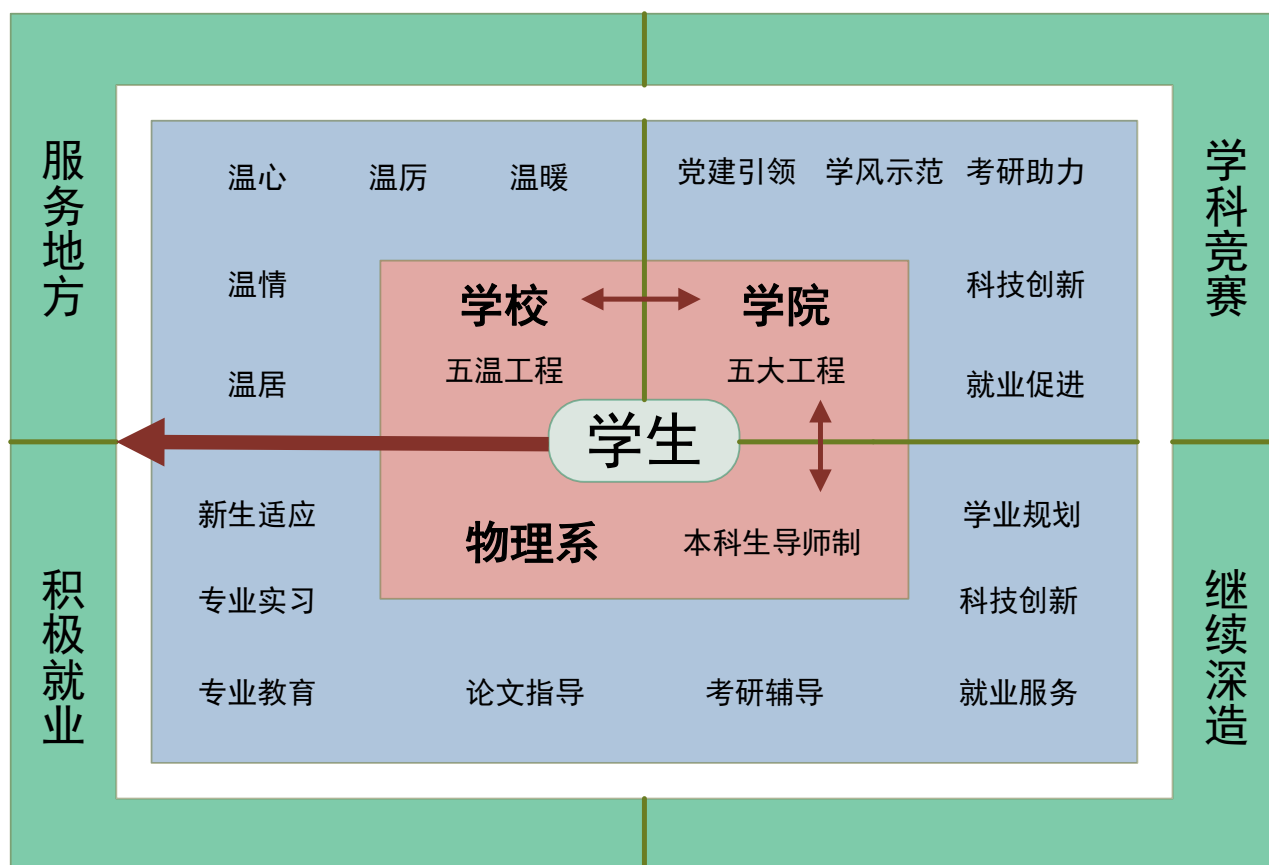 服务地方
学科竞赛
积极就业
继续深造
温心 温厉 温暖
温情
温居
党建引领 学风示范 考研助力
科技创新
就业促进
学校
五温工程
学院
五大工程
学生
物理系
本科生导师制
新生适应
专业实习
专业教育
论文指导
考研辅导
学业规划
科技创新
就业服务